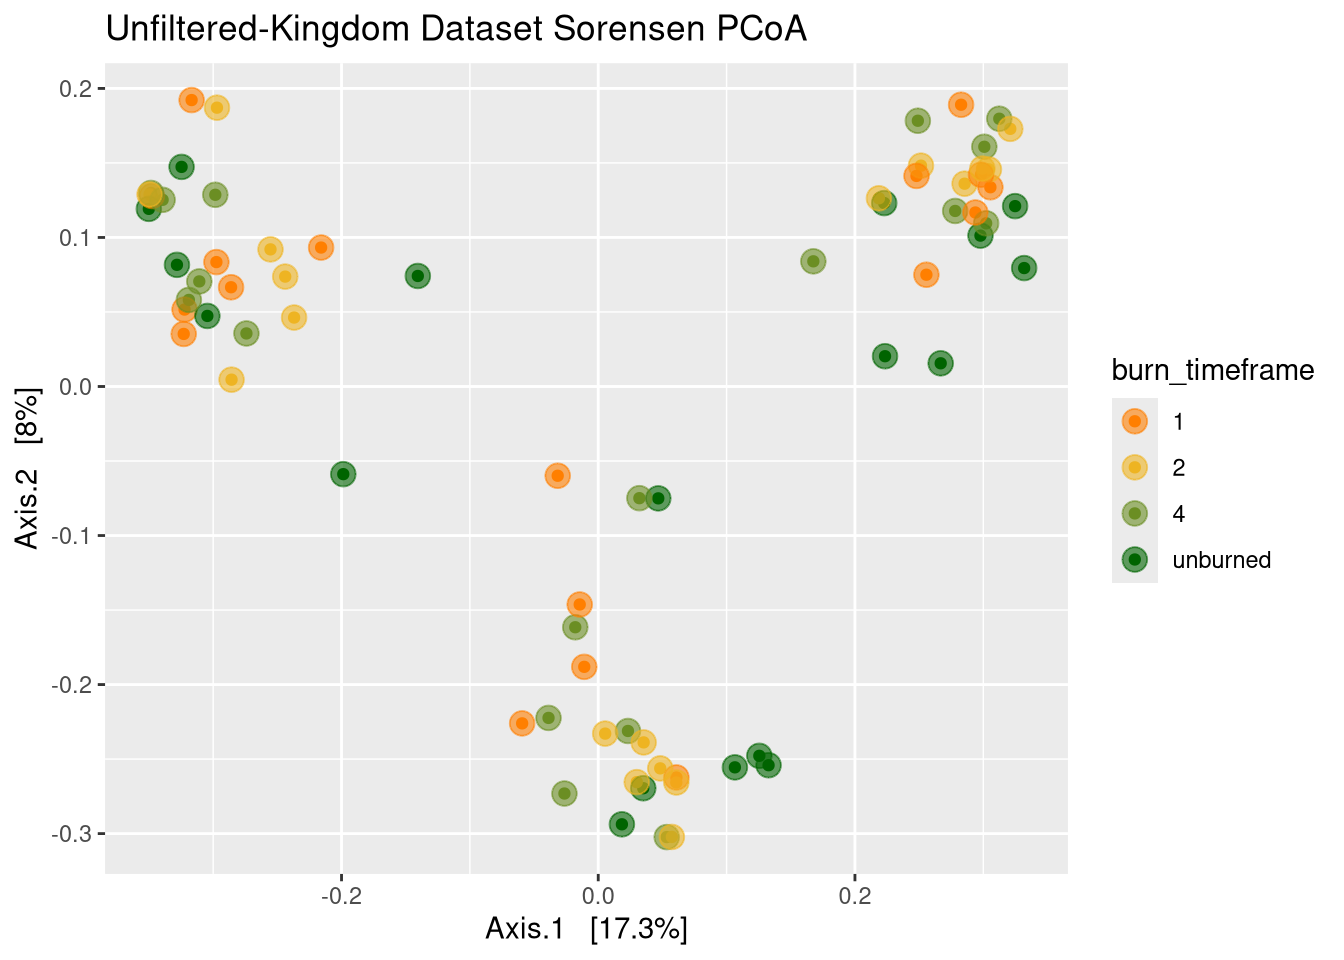 Unfiltered-Kingdom Dataset Sorensen PCoA
0.2
0.1
0.0
-0.1
-0.2
-0.3
Axis.2 [8%]
-0.2
0.0
0.2
Axis.1 [17.3%]
burn_timeframe
1
2
4
unburned